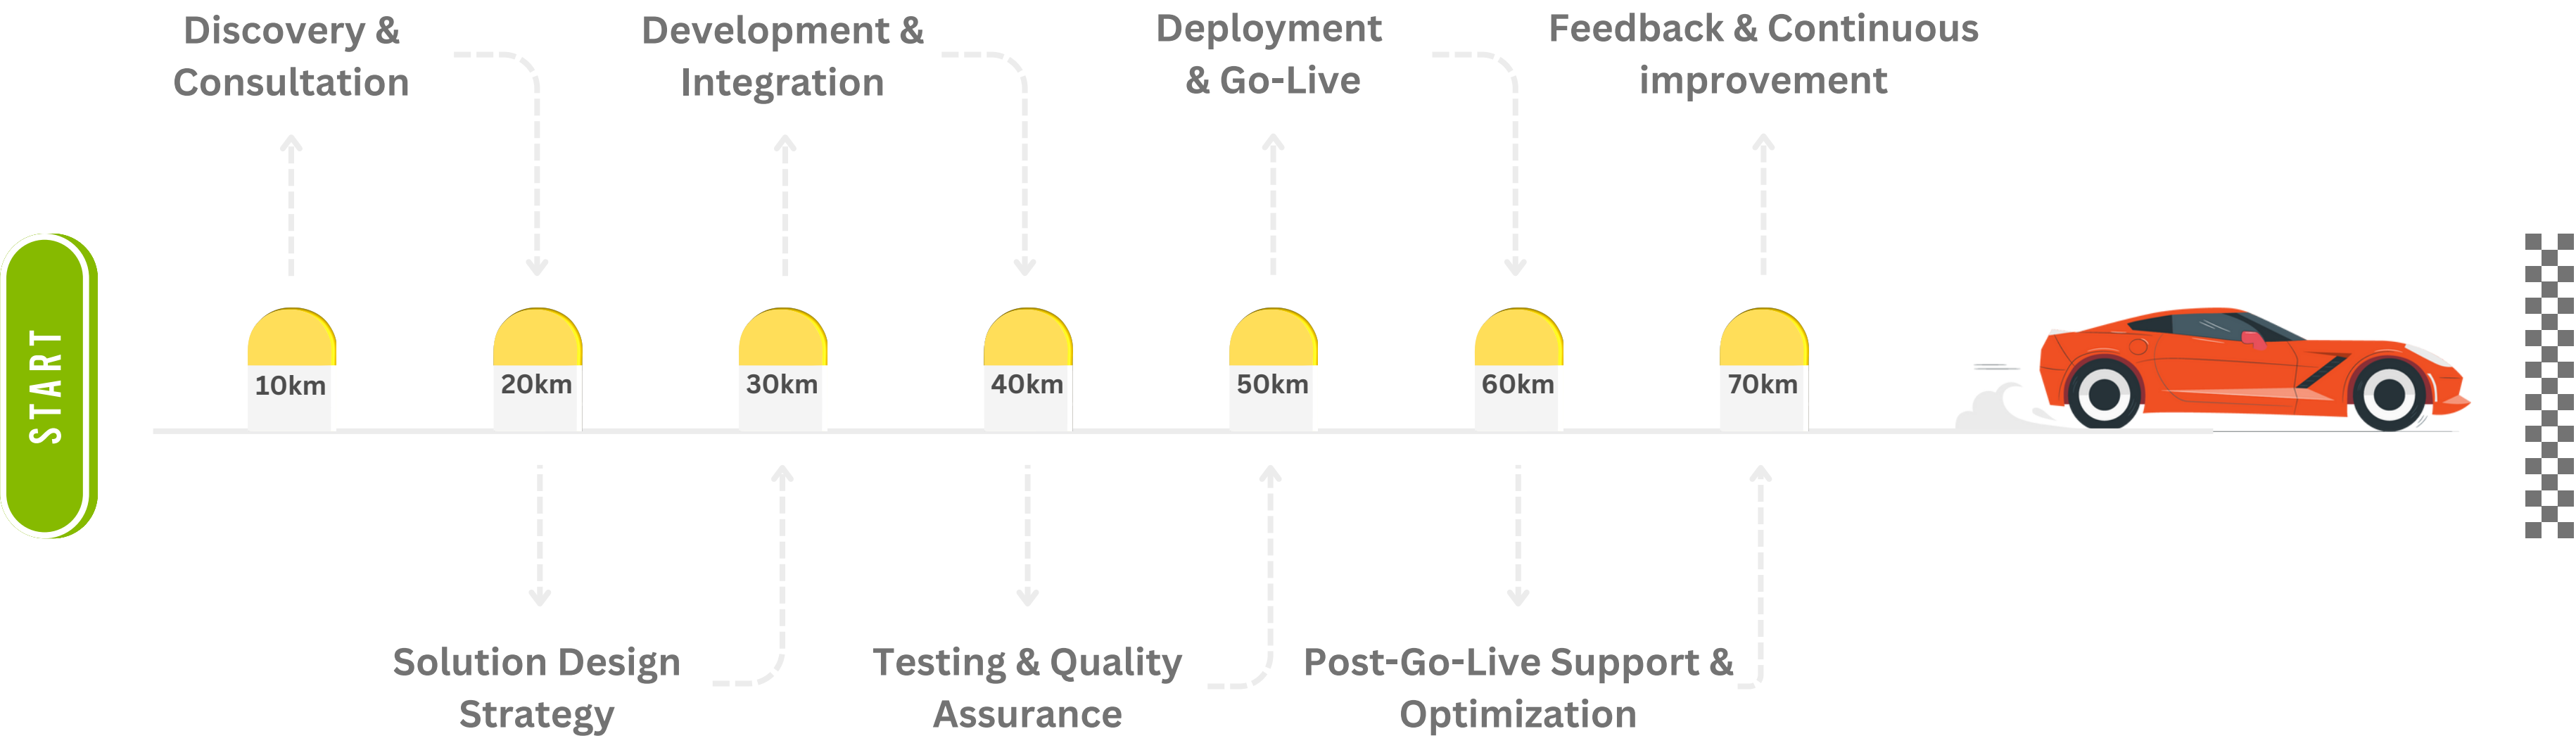 Discovery &
Consultation
Development &
Integration
Deployment
& Go-Live
Feedback & Continuous
improvement
START
10km
20km
30km
40km
50km
60km
70km
Solution Design
Strategy
Testing & Quality
Assurance
Post-Go-Live Support &
Optimization